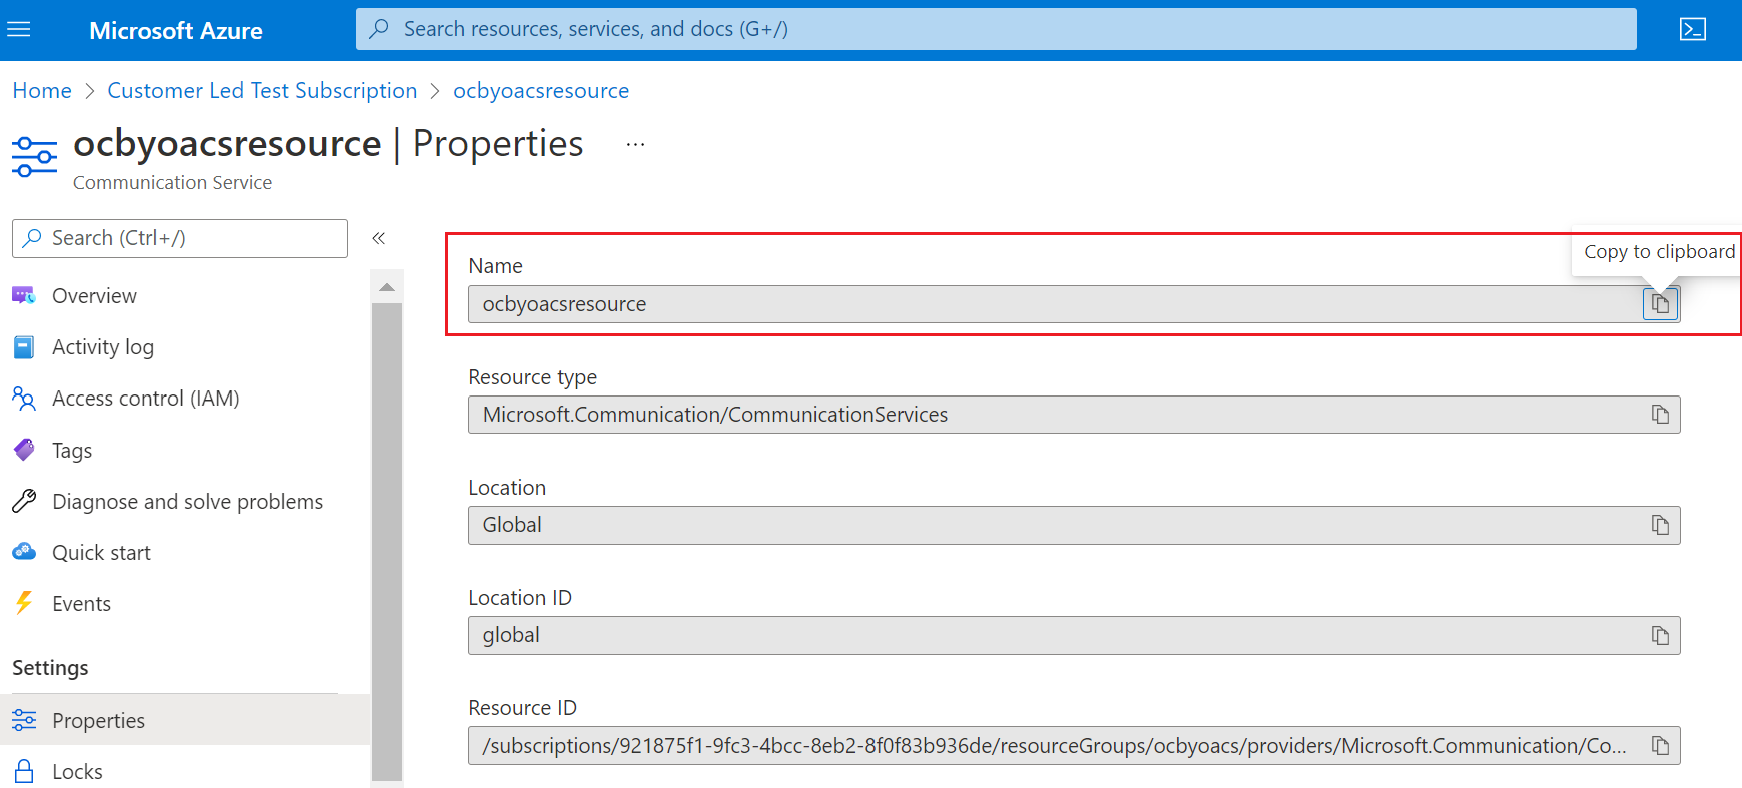 Microsoft Azure
Search resources, services, and docs (G+/)
Home > Customer Led Test Subscription > ocbyoacsresource
ocbyoacsresource | Properties ...
Communication Service
Search (Ctrl+/)
«
Overview
Activity log
Access control (IAM)
Tags
Diagnose and solve problems
Quick start
Events
Settings
Properties
Locks
Copy to clipboard
Name
ocbyoacsresource
Resource type
Microsoft.Communication/CommunicationServices
Location
Global
Location ID
global
Resource ID
/subscriptions/921875f1-9fc3-4bcc-8eb2-8f0f83b936de/resourceGroups/ocbyoacs/providers/Microsoft.Communication/Co...